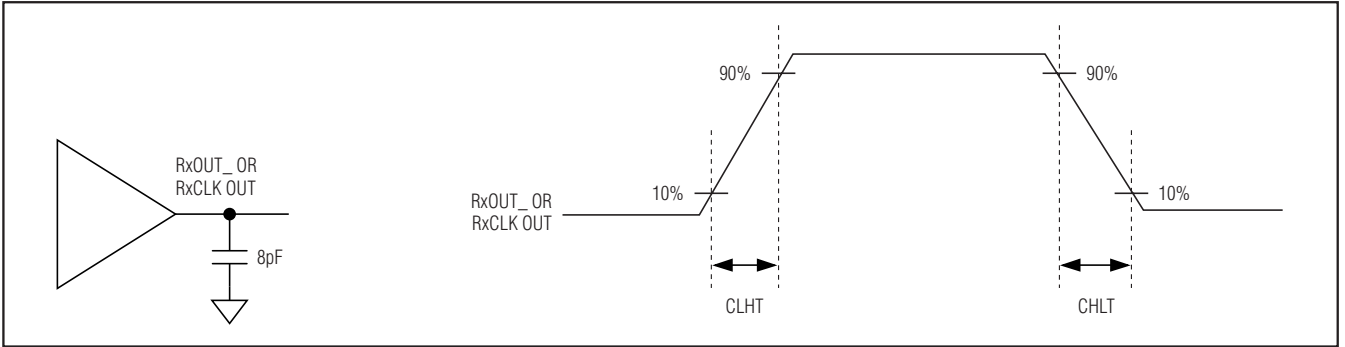 RxOUT_ OR
RxCLK OUT
8pF
RxOUT_ OR
RxCLK OUT
90%
10%
90%
10%
CLHT
CHLT